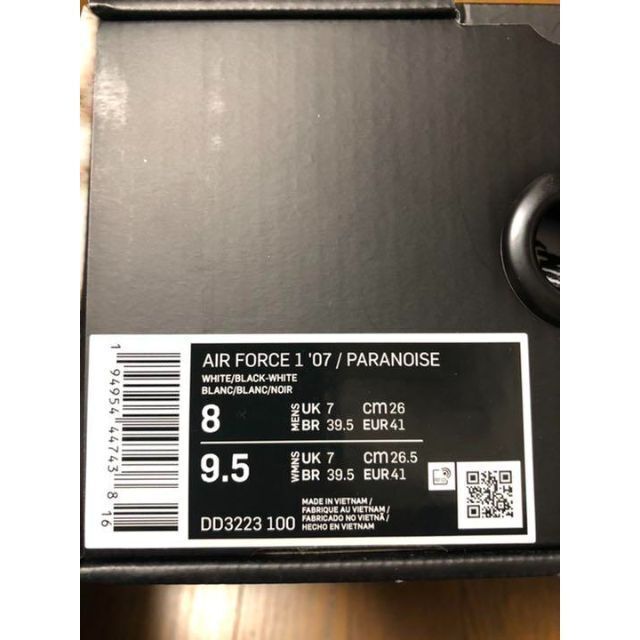 AIR FORCE 1 '07 / PARANOISE
WHITE/BLACK-WHITE
BLANC/BLANC/NOIR
8 MENS UK 7 cm 26
BR 39.5 EUR 41
9.5 WMNS UK 7 cm 26.5
BR 39.5 EUR 41
DD3223 100
MADE IN VIETNAM /
FABRIQUE AU VIETNAM /
FABRICADO NO VIETNÃ /
HECHO EN VIETNAM
1 94954 44743 8 16